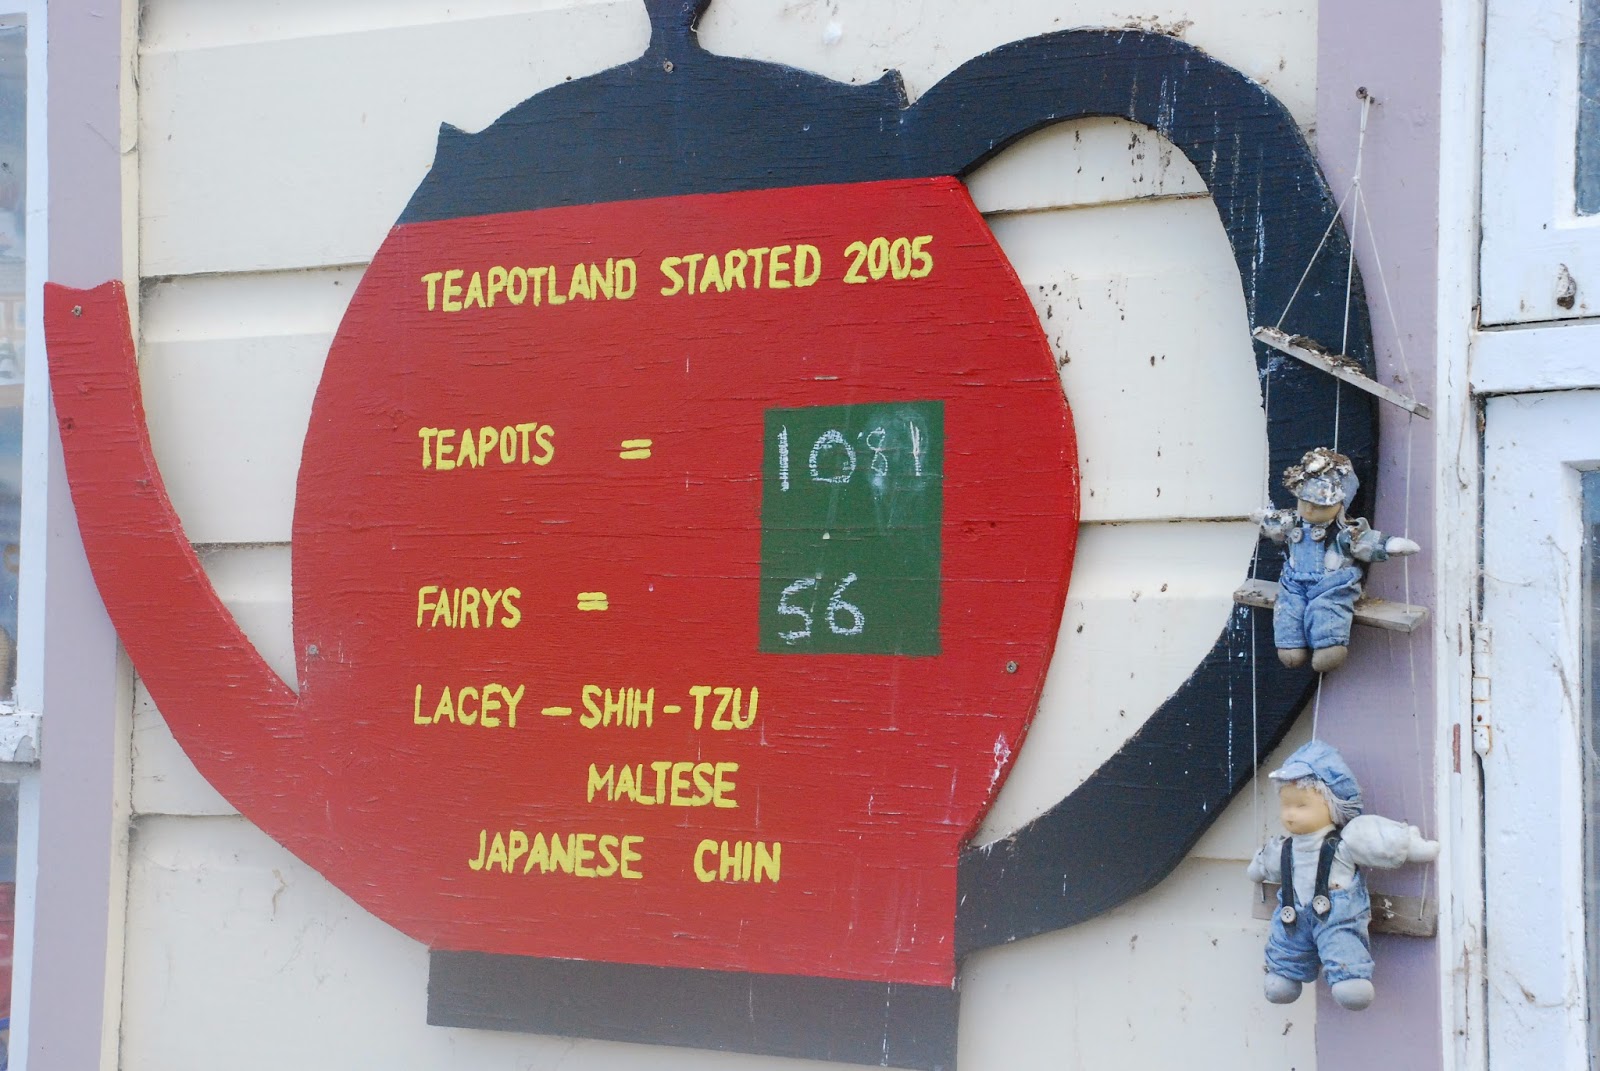 TEAPOTLAND STARTED 2005
TEAPOTS = 1081
FAIRYS = 56
LACEY - SHIH - TZU
MALTESE
JAPANESE CHIN